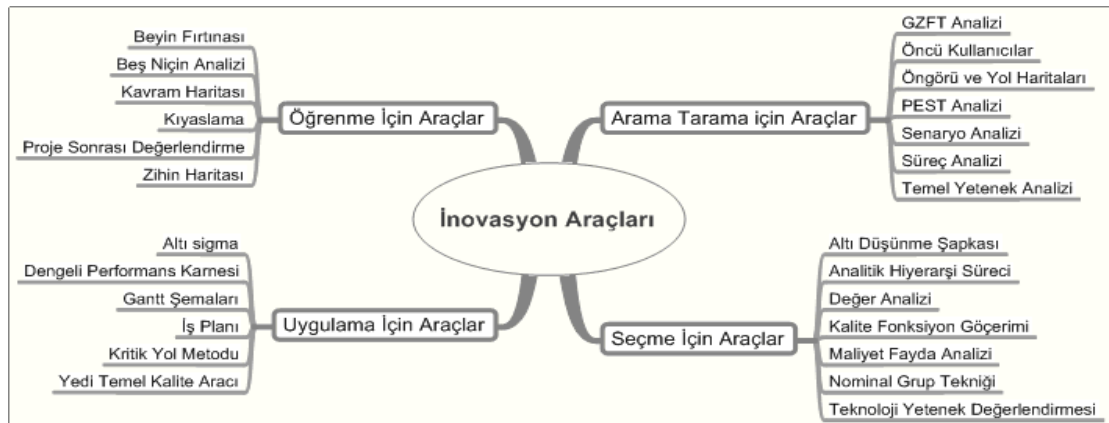 İnovasyon Araçları
Öğrenme İçin Araçlar
Beyin Fırtınası
Beş Niçin Analizi
Kavram Haritası
Kıyaslama
Proje Sonrası Değerlendirme
Zihin Haritası
Arama Tarama için Araçlar
GZFT Analizi
Öncü Kullanıcılar
Öngörü ve Yol Haritaları
PEST Analizi
Senaryo Analizi
Süreç Analizi
Temel Yetenek Analizi
Uygulama İçin Araçlar
Altı sigma
Dengeli Performans Karnesi
Gantt Şemaları
İş Planı
Kritik Yol Metodu
Yedi Temel Kalite Aracı
Seçme İçin Araçlar
Altı Düşünme Şapkası
Analitik Hiyerarşi Süreci
Değer Analizi
Kalite Fonksiyon Göçerimi
Maliyet Fayda Analizi
Nominal Grup Tekniği
Teknoloji Yetenek Değerlendirmesi